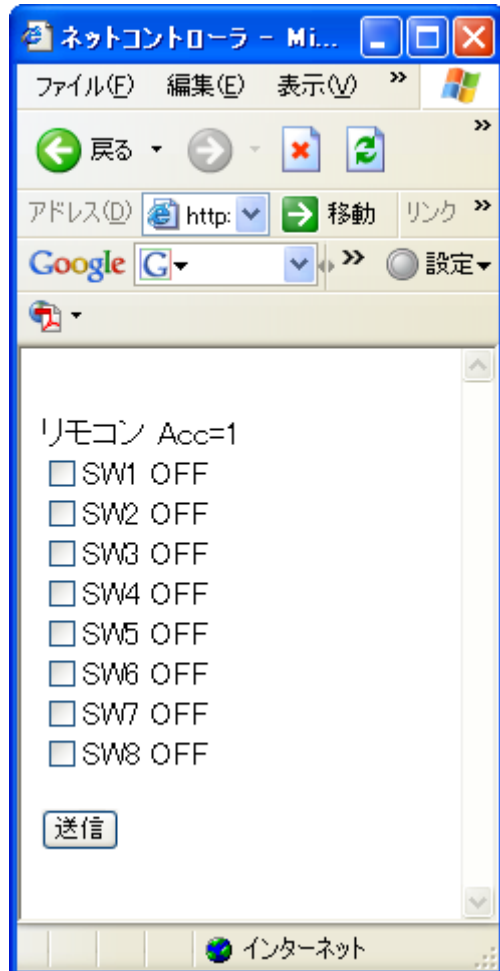 ネットコントローラ - Mi...
ファイル(F) 編集(E) 表示(V) »
戻る »
アドレス(D) http: 移動 リンク »
Google G » 設定
リモコン Acc=1
SW1 OFF
SW2 OFF
SW3 OFF
SW4 OFF
SW5 OFF
SW6 OFF
SW7 OFF
SW8 OFF
送信
インターネット